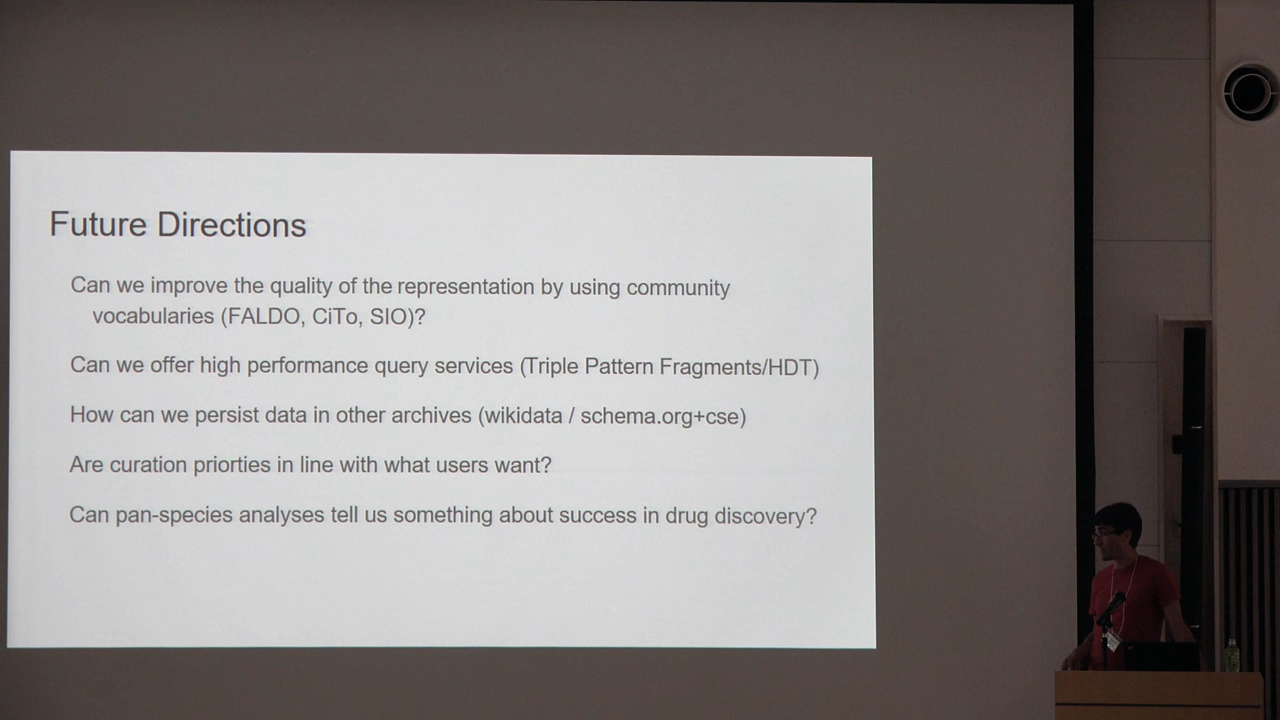 Future Directions
Can we improve the quality of the representation by using community
vocabularies (FALDO, CiTo, SIO)?
Can we offer high performance query services (Triple Pattern Fragments/HDT)
How can we persist data in other archives (wikidata / schema.org+cse)
Are curation priorties in line with what users want?
Can pan-species analyses tell us something about success in drug discovery?